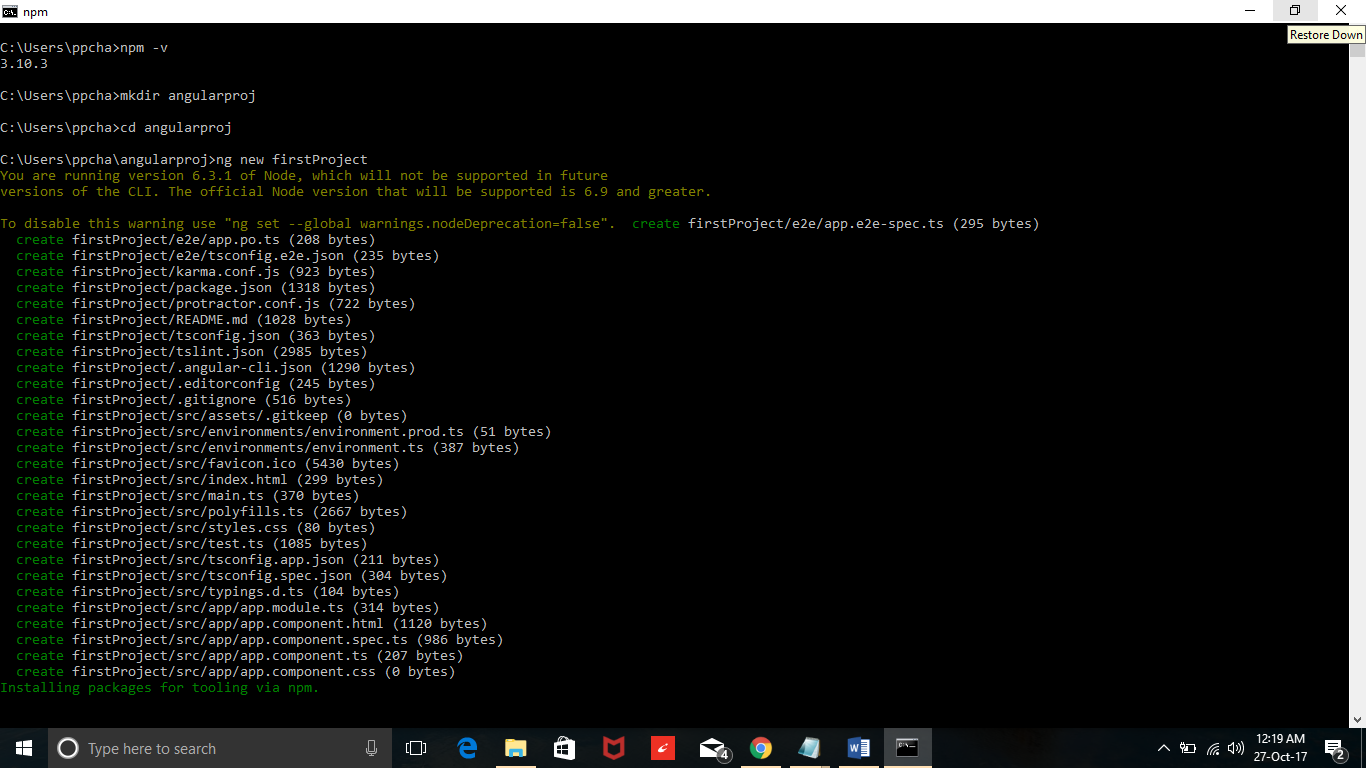 npm
Restore Down
C:\Users\ppcha>npm -v
3.10.3
C:\Users\ppcha>mkdir angularproj
C:\Users\ppcha>cd angularproj
C:\Users\ppcha\angularproj>ng new firstProject
You are running version 6.3.1 of Node, which will not be supported in future
versions of the CLI. The official Node version that will be supported is 6.9 and greater.
To disable this warning use "ng set --global warnings.nodeDeprecation=false".  create firstProject/e2e/app.e2e-spec.ts (295 bytes)
  create firstProject/e2e/app.po.ts (208 bytes)
  create firstProject/e2e/tsconfig.e2e.json (235 bytes)
  create firstProject/karma.conf.js (923 bytes)
  create firstProject/package.json (1318 bytes)
  create firstProject/protractor.conf.js (722 bytes)
  create firstProject/README.md (1028 bytes)
  create firstProject/tsconfig.json (363 bytes)
  create firstProject/tslint.json (2985 bytes)
  create firstProject/.angular-cli.json (1290 bytes)
  create firstProject/.editorconfig (245 bytes)
  create firstProject/.gitignore (516 bytes)
  create firstProject/src/assets/.gitkeep (0 bytes)
  create firstProject/src/environments/environment.prod.ts (51 bytes)
  create firstProject/src/environments/environment.ts (387 bytes)
  create firstProject/src/favicon.ico (5430 bytes)
  create firstProject/src/index.html (299 bytes)
  create firstProject/src/main.ts (370 bytes)
  create firstProject/src/polyfills.ts (2667 bytes)
  create firstProject/src/styles.css (80 bytes)
  create firstProject/src/test.ts (1085 bytes)
  create firstProject/src/tsconfig.app.json (211 bytes)
  create firstProject/src/tsconfig.spec.json (304 bytes)
  create firstProject/src/typings.d.ts (104 bytes)
  create firstProject/src/app/app.module.ts (314 bytes)
  create firstProject/src/app/app.component.html (1120 bytes)
  create firstProject/src/app/app.component.spec.ts (986 bytes)
  create firstProject/src/app/app.component.ts (207 bytes)
  create firstProject/src/app/app.component.css (0 bytes)
Installing packages for tooling via npm.
Type here to search
4
12:19 AM
27-Oct-17
2